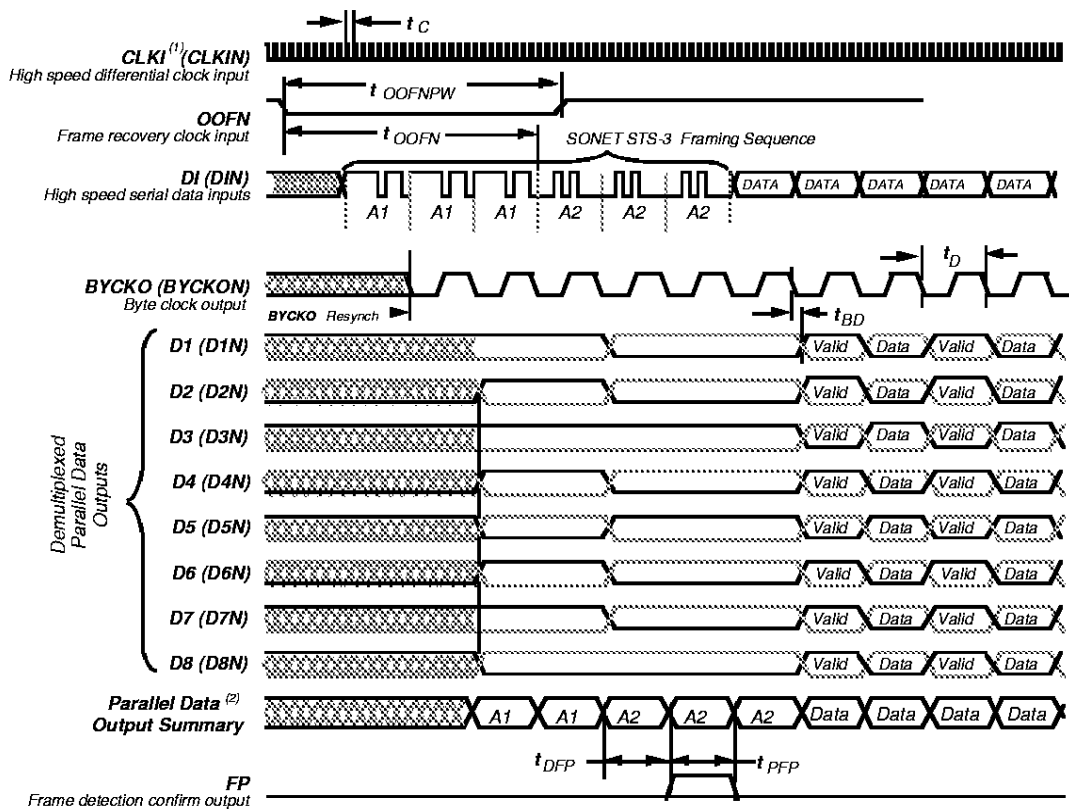 t C
CLKI (1) (CLKIN)
High speed differential clock input
t OOFNPW
OOFN
Frame recovery clock input
t OOFN
SONET STS-3 Framing Sequence
DI (DIN)
High speed serial data inputs
DATA DATA DATA DATA DATA
A1 A1 A1 A2 A2 A2
BYCKO (BYCKON)
Byte clock output
t D
BYCKO Resynch
t BD
D1 (D1N) Valid Data Valid Data
D2 (D2N) Valid Data Valid Data
D3 (D3N) Valid Data Valid Data
D4 (D4N) Valid Data Valid Data
D5 (D5N) Valid Data Valid Data
D6 (D6N) Valid Data Valid Data
D7 (D7N) Valid Data Valid Data
D8 (D8N) Valid Data Valid Data
Demultiplexed
Parallel Data
Outputs
Parallel Data (2)
Output Summary
A1 A1 A2 A2 A2 Data Data Data Data
t DFP
t PFP
FP
Frame detection confirm output